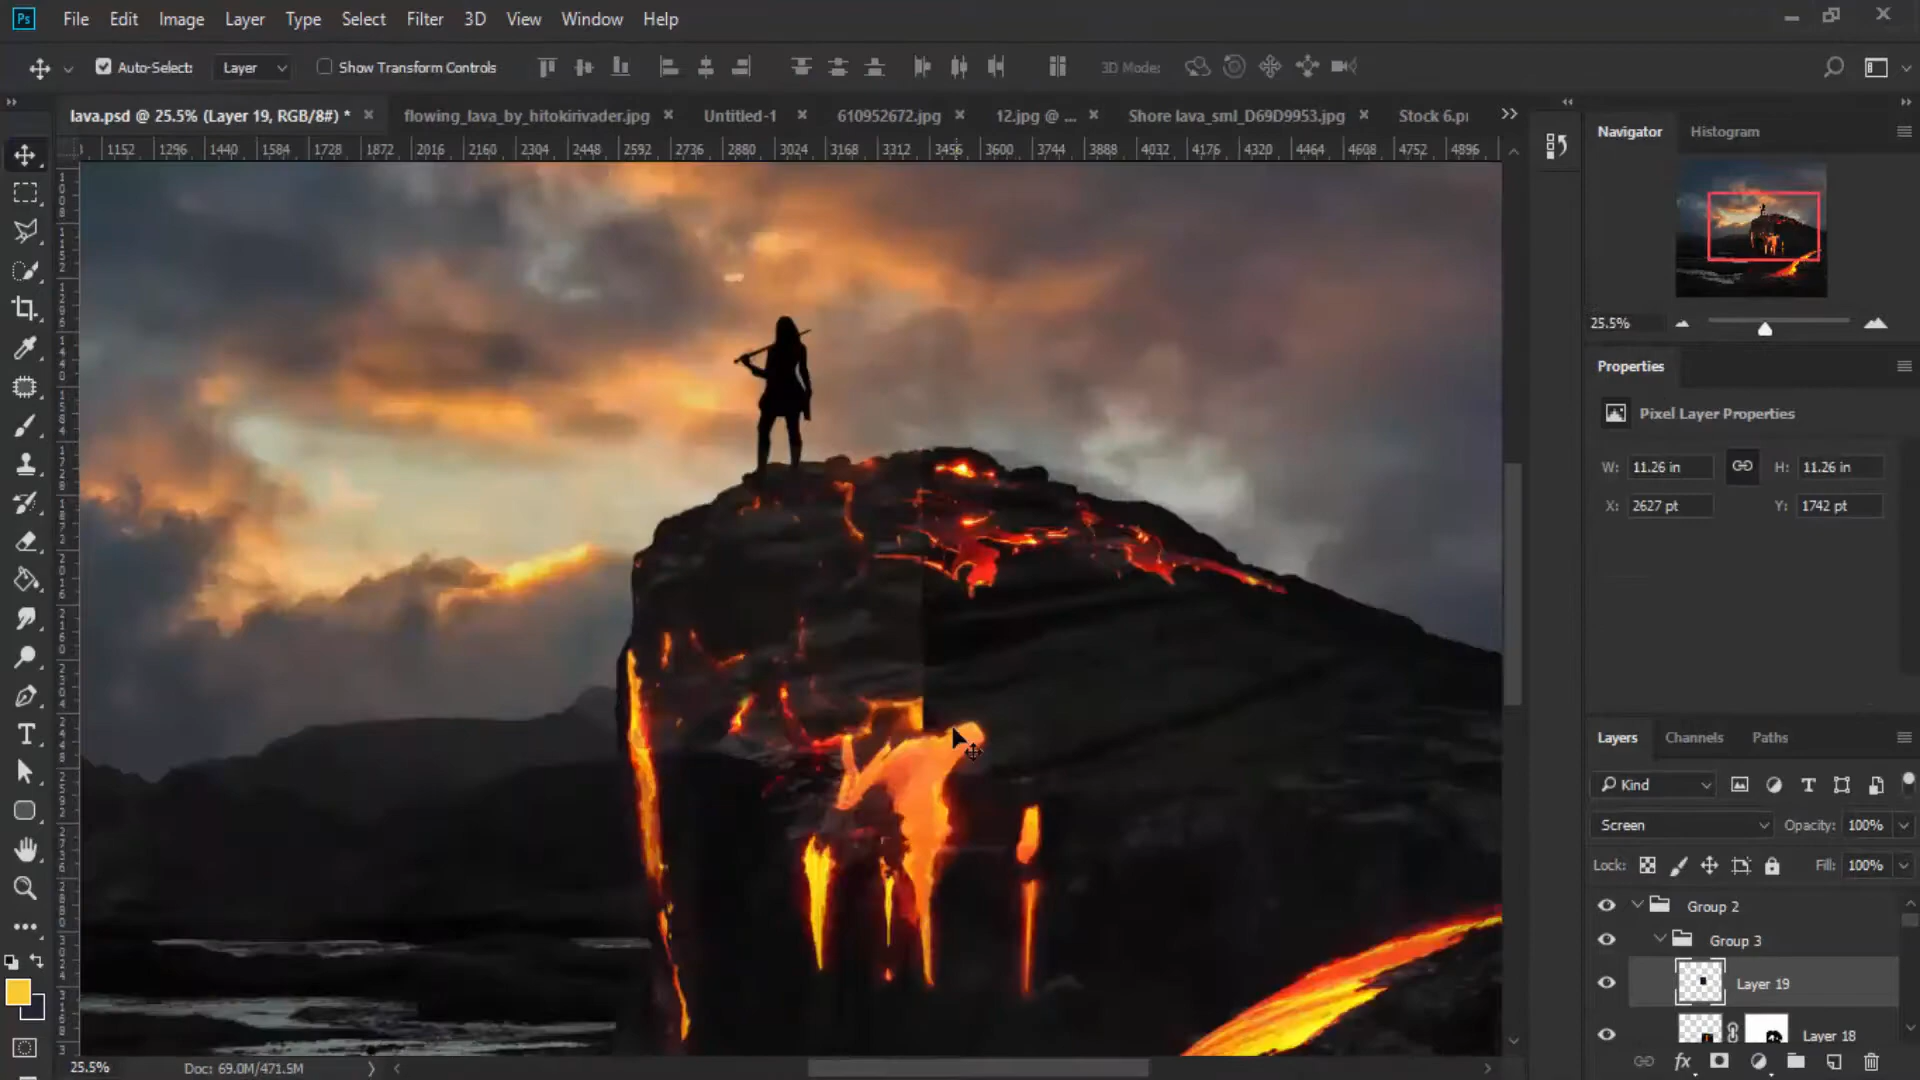 Ps File Edit Image Layer Type Select Filter 3D View Window Help
Auto-Select: Layer Show Transform Controls 3D Mode:
lava.psd @ 25.5% (Layer 19, RGB/8#) * flowing_lava_by_hitokirivader.jpg Untitled-1 610952672.jpg 12.jpg @ ... Shore lava_sml_D69D9953.jpg Stock 6.p
1152 1296 1440 1584 1728 1872 2016 2160 2304 2448 2592 2736 2880 3024 3168 3312 3456 3600 3744 3888 4032 4176 4320 4464 4608 4752 4896
Navigator Histogram
25.5%
Properties
Pixel Layer Properties
W: 11.26 in H: 11.26 in
X: 2627 pt Y: 1742 pt
Layers Channels Paths
Kind
Screen Opacity: 100%
Lock: Fill: 100%
Group 2
Group 3
Layer 19
Layer 18
25.5% Doc: 69.0M/471.5M
fx